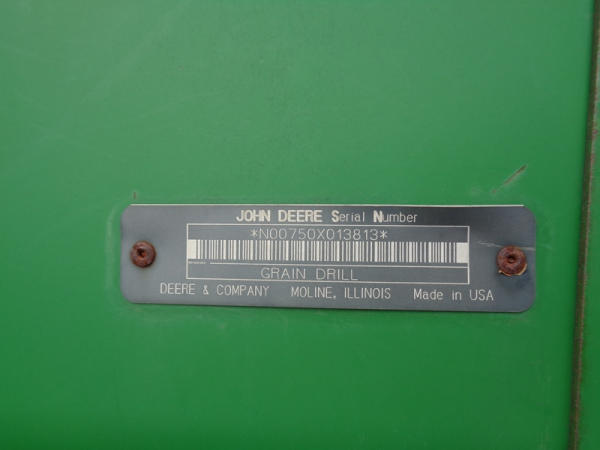 JOHN DEERE Serial Number
*N00750X013813*
GRAIN DRILL
DEERE & COMPANY MOLINE, ILLINOIS Made in USA